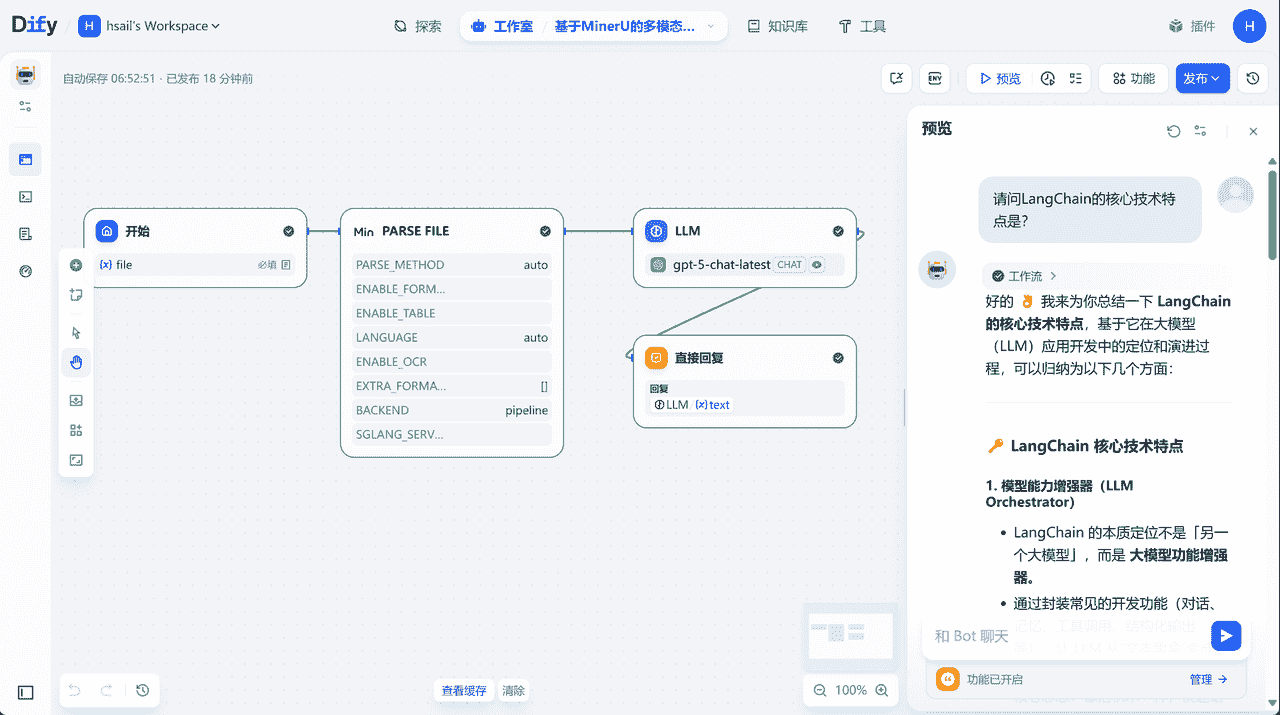 Dify
H hsail's Workspace
探索
工作室 / 基于MinerU的多模态...
知识库
工具
插件
H
自动保存 06:52:51 · 已发布 18 分钟前
ENV
预览
功能
发布
开始
{x} file 必填
Min PARSE FILE
PARSE_METHOD auto
ENABLE_FORM...
ENABLE_TABLE
LANGUAGE auto
ENABLE_OCR
EXTRA_FORMA... []
BACKEND pipeline
SGLANG_SERV...
LLM
gpt-5-chat-latest CHAT
直接回复
回复
LLM {x}text
查看缓存 清除
100%
预览
请问LangChain的核心技术特
点是?
工作流
好的 👌 我来为你总结一下 LangChain
的核心技术特点，基于它在大模型
（LLM）应用开发中的定位和演进过
程，可以归纳为以下几个方面：
🔑 LangChain 核心技术特点
1. 模型能力增强器（LLM
Orchestrator）
• LangChain 的本质定位不是「另一
个大模型」，而是 大模型功能增强
器。
• 通过封装常见的开发功能（对话、
和 Bot 聊天
功能已开启
管理 →